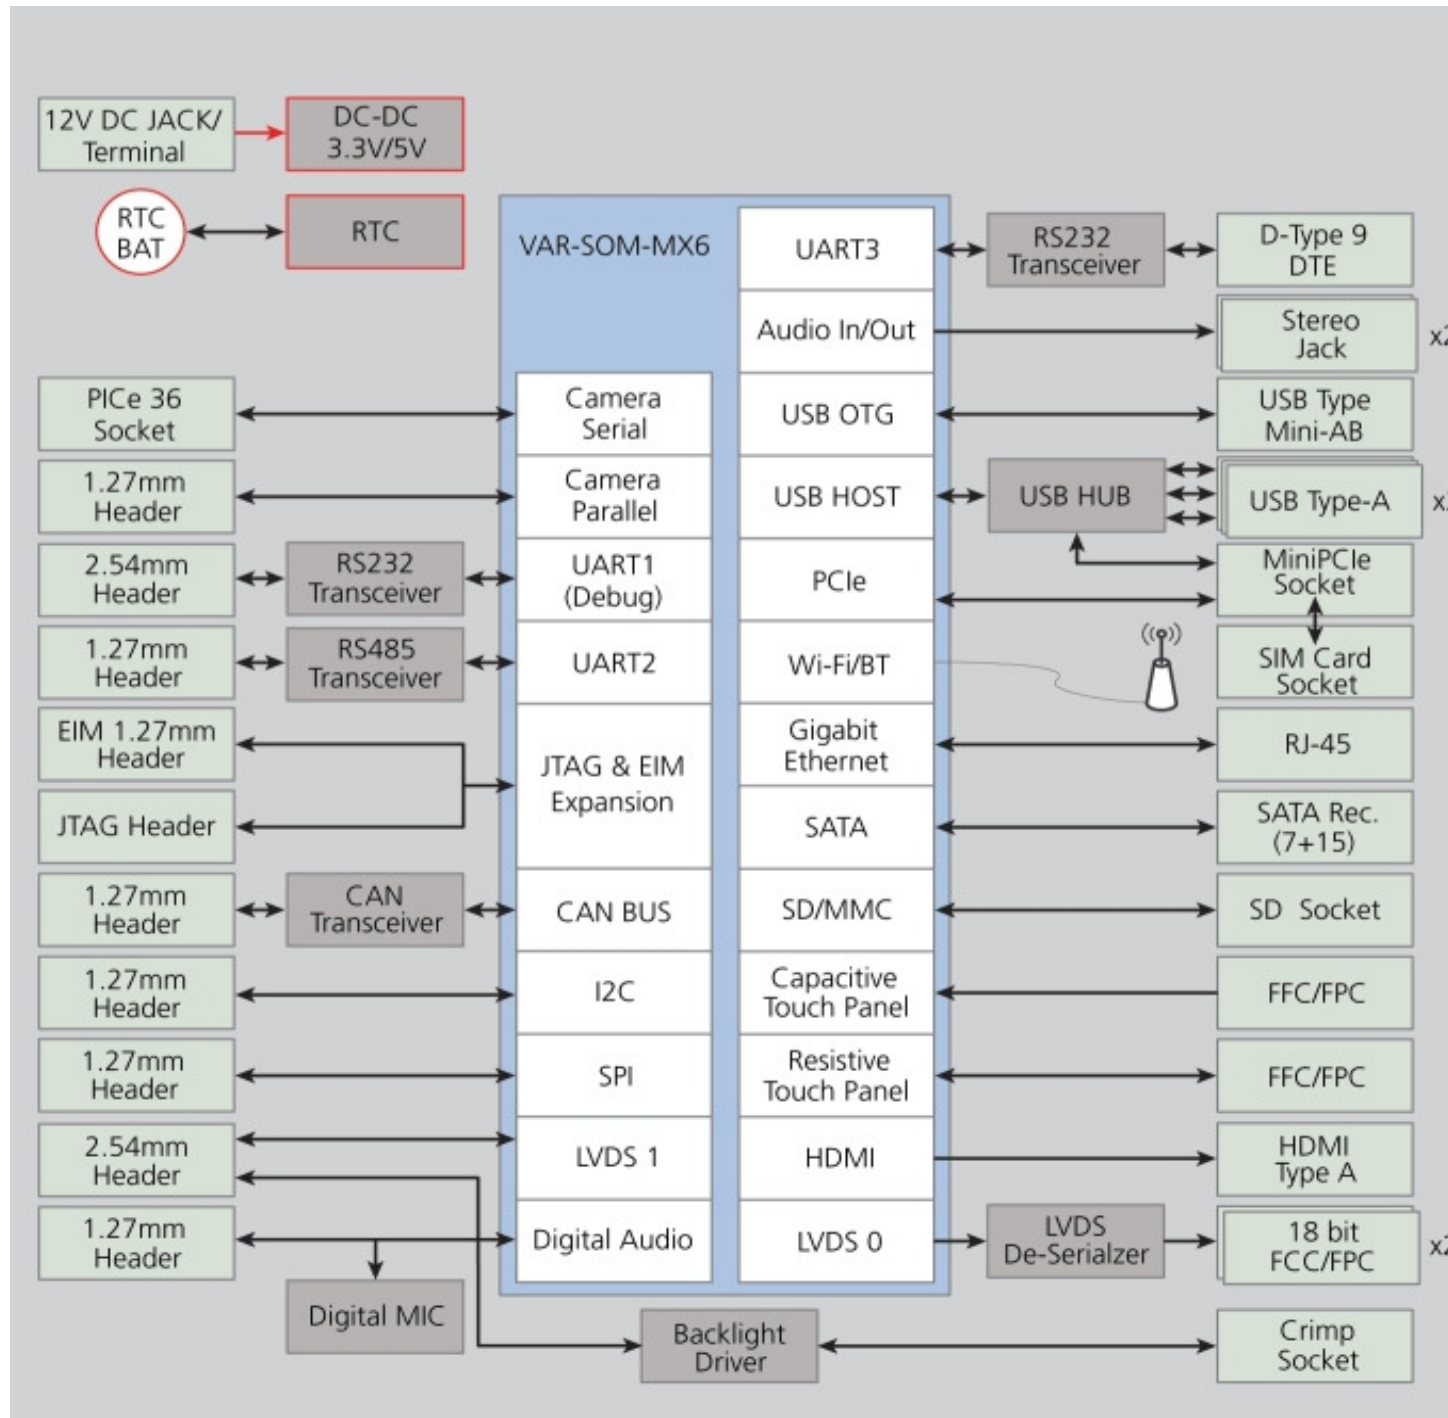 12V DC JACK/
Terminal
DC-DC
3.3V/5V
RTC
BAT
RTC
VAR-SOM-MX6
PICe 36
Socket
1.27mm
Header
2.54mm
Header
RS232
Transceiver
1.27mm
Header
RS485
Transceiver
EIM 1.27mm
Header
JTAG Header
1.27mm
Header
CAN
Transceiver
1.27mm
Header
1.27mm
Header
2.54mm
Header
1.27mm
Header
Digital MIC
Camera
Serial
Camera
Parallel
UART1
(Debug)
UART2
JTAG & EIM
Expansion
CAN BUS
I2C
SPI
LVDS 1
Digital Audio
UART3
Audio In/Out
USB OTG
USB HOST
PCIe
Wi-Fi/BT
Gigabit
Ethernet
SATA
SD/MMC
Capacitive
Touch Panel
Resistive
Touch Panel
HDMI
LVDS 0
RS232
Transceiver
D-Type 9
DTE
Stereo
Jack
x2
USB Type
Mini-AB
USB HUB
USB Type-A
MiniPCIe
Socket
SIM Card
Socket
RJ-45
SATA Rec.
(7+15)
SD Socket
FFC/FPC
FFC/FPC
HDMI
Type A
LVDS
De-Serialzer
18 bit
FCC/FPC
x2
Backlight
Driver
Crimp
Socket